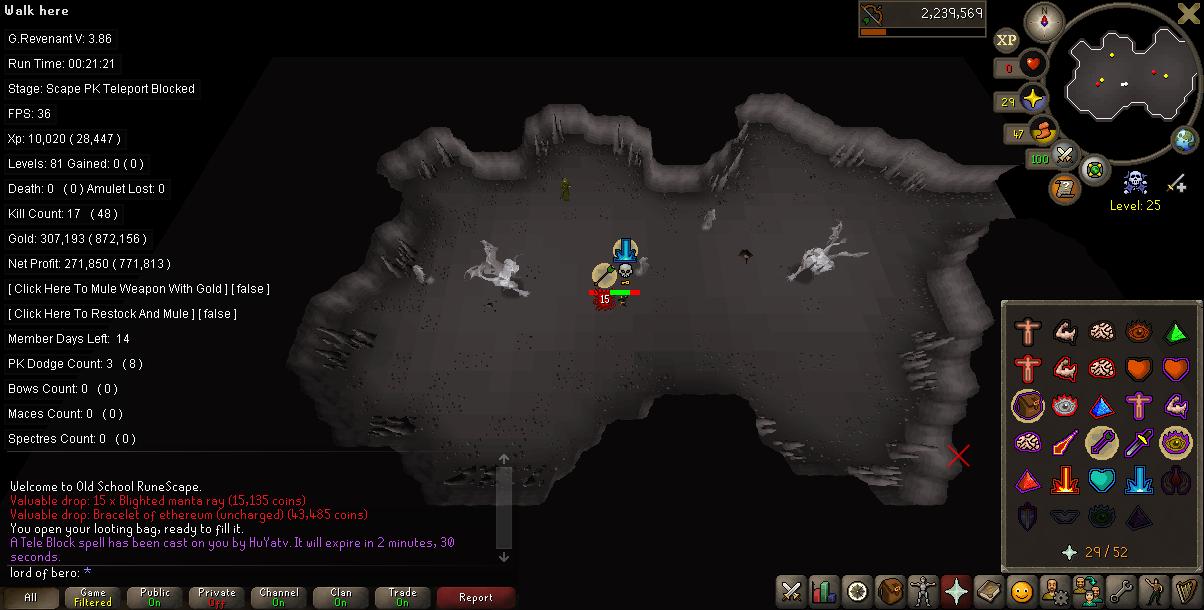 Walk here
G.Revenant V: 3.86
Run Time: 00:21:21
Stage: Scape PK Teleport Blocked
FPS: 36
Xp: 10,020 ( 28,447 )
Levels: 81 Gained: 0 ( 0 )
Death: 0 ( 0 ) Amulet Lost: 0
Kill Count: 17 ( 48 )
Gold: 307,193 ( 872,156 )
Net Profit: 271,850 ( 771,813 )
[ Click Here To Mule Weapon With Gold ] [ false ]
[ Click Here To Restock And Mule ] [ false ]
Member Days Left: 14
PK Dodge Count: 3 ( 8 )
Bows Count: 0 ( 0 )
Maces Count: 0 ( 0 )
Spectres Count: 0 ( 0 )
2,239,569
XP
N
0
29
47
100
Level: 25
15
29 / 52
Welcome to Old School RuneScape.
Valuable drop: 15 x Blighted manta ray (15,135 coins)
Valuable drop: Bracelet of ethereum (uncharged) (43,485 coins)
You open your looting bag, ready to fill it.
A Tele Block spell has been cast on you by HuYatv. It will expire in 2 minutes, 30
seconds.
lord of bero: *
All
Game
Filtered
Public
On
Private
Off
Channel
On
Clan
On
Trade
On
Report